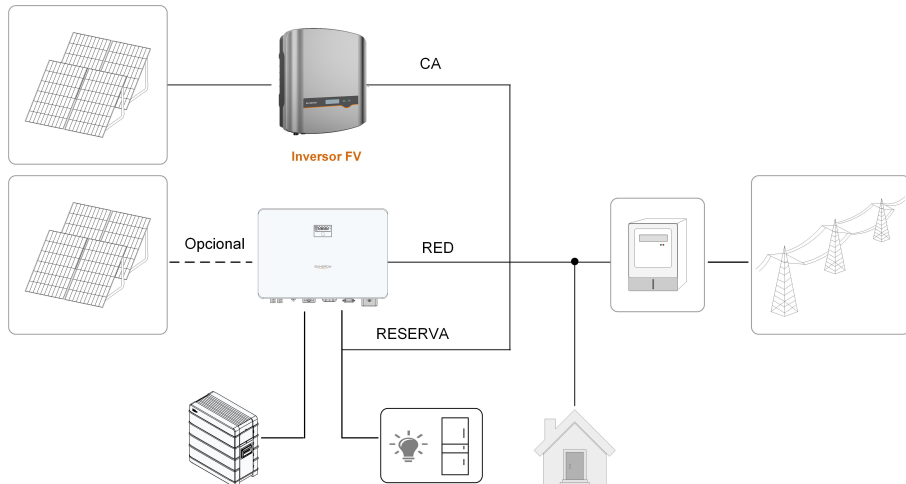 CA
Inversor FV
Opcional
RED
RESERVA